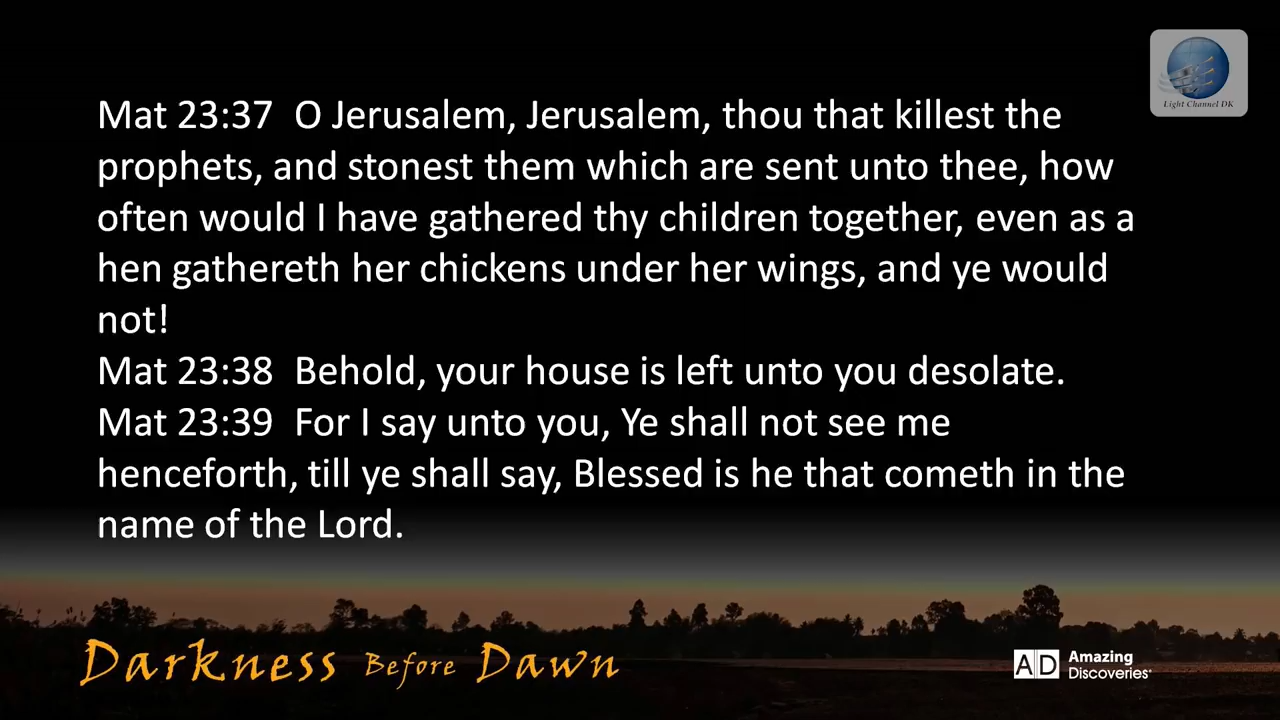 Light Channel DK
Mat 23:37  O Jerusalem, Jerusalem, thou that killest the
prophets, and stonest them which are sent unto thee, how
often would I have gathered thy children together, even as a
hen gathereth her chickens under her wings, and ye would
not!
Mat 23:38  Behold, your house is left unto you desolate.
Mat 23:39  For I say unto you, Ye shall not see me
henceforth, till ye shall say, Blessed is he that cometh in the
name of the Lord.
Darkness Before Dawn
AD Amazing
Discoveries